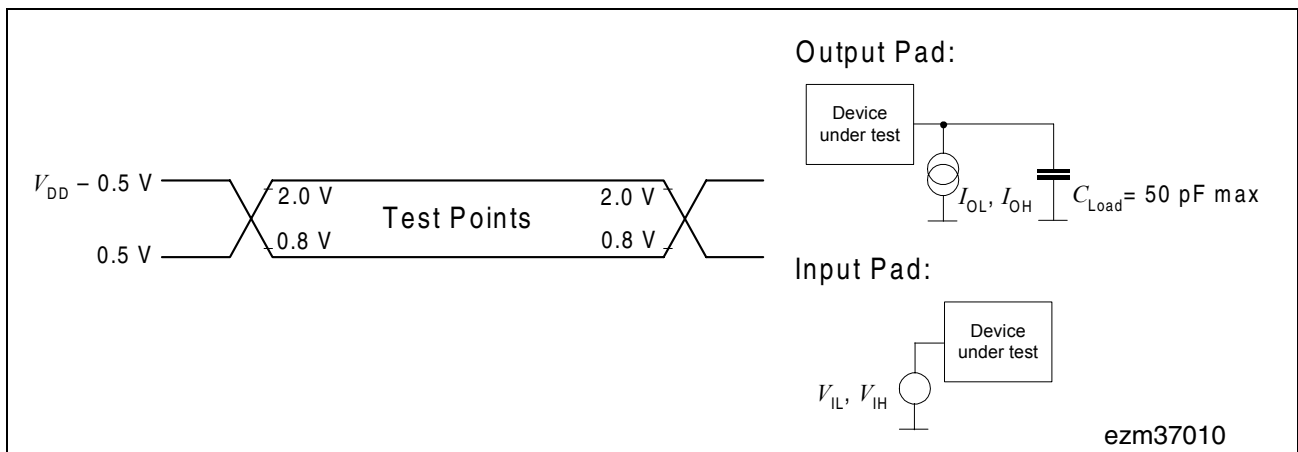 Output Pad:
Device
under test
V_DD – 0.5 V
2.0 V
2.0 V
Test Points
I_OL, I_OH
C_Load = 50 pF max
0.5 V
0.8 V
0.8 V
Input Pad:
Device
under test
V_IL, V_IH
ezm37010